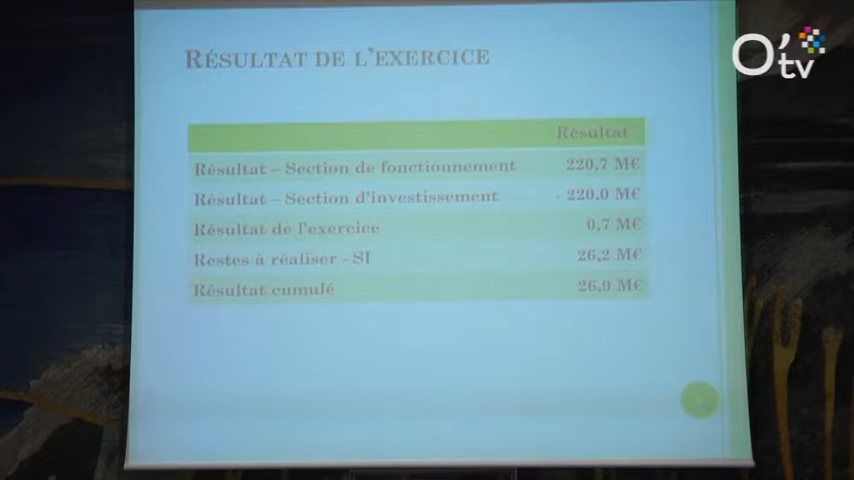 O'tv
RÉSULTAT DE L'EXERCICE
Résultat
Résultat – Section de fonctionnement 220,7 M€
Résultat – Section d'investissement - 220.0 M€
Résultat de l'exercice 0,7 M€
Restes à réaliser - SI 26,2 M€
Résultat cumulé 26,9 M€